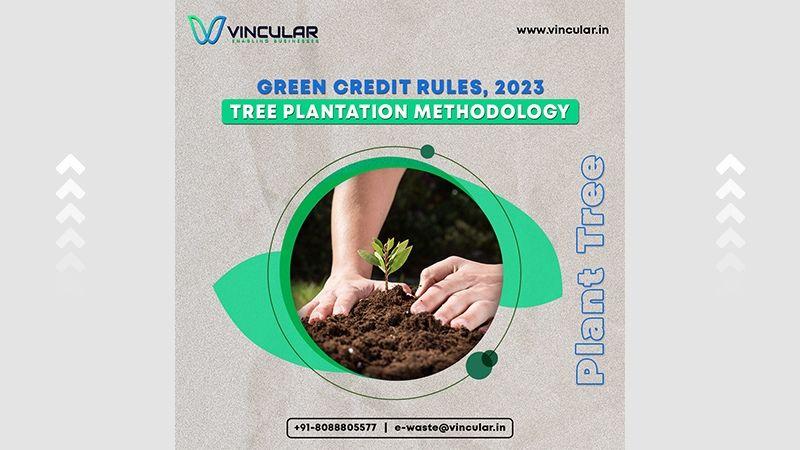 VINCULAR
ENABLING BUSINESSES
www.vincular.in
GREEN CREDIT RULES, 2023
TREE PLANTATION METHODOLOGY
Plant Tree
+91-8088805577 | e-waste@vincular.in